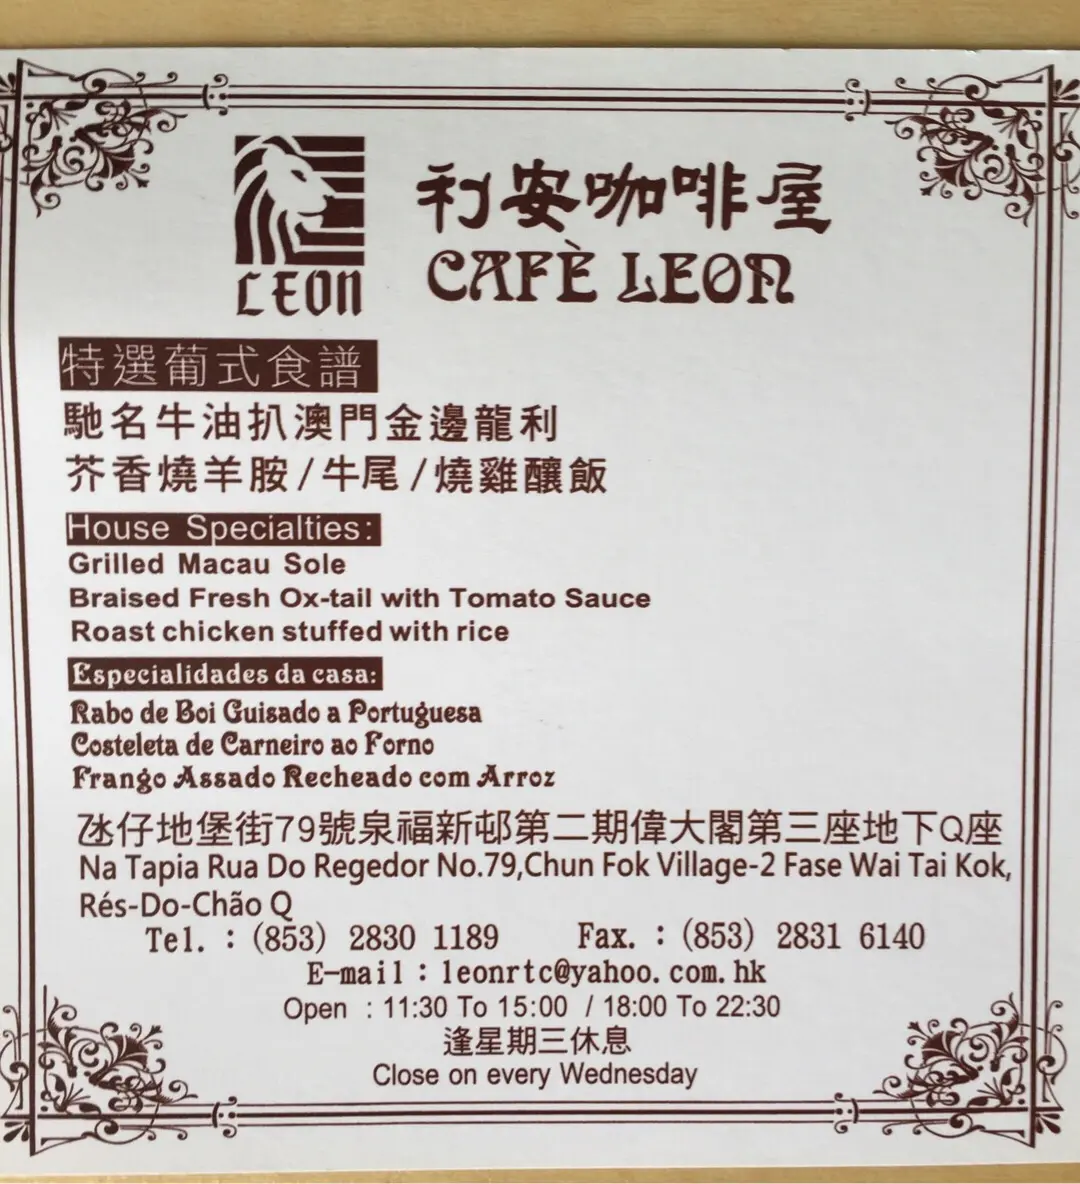 LEON
利安咖啡屋
CAFÈ LEON
特選葡式食譜
馳名牛油扒澳門金邊龍利
芥香燒羊胺/牛尾/燒雞釀飯
House Specialties:
Grilled Macau Sole
Braised Fresh Ox-tail with Tomato Sauce
Roast chicken stuffed with rice
Especialidades da casa:
Rabo de Boi Guisado a Portuguesa
Costeleta de Carneiro ao Forno
Frango Assado Recheado com Arroz
氹仔地堡街79號泉福新邨第二期偉大閣第三座地下Q座
Na Tapia Rua Do Regedor No.79,Chun Fok Village-2 Fase Wai Tai Kok,
Rés-Do-Chão Q
Tel. : (853) 2830 1189 Fax. : (853) 2831 6140
E-mail : leonrtc@yahoo.com.hk
Open : 11:30 To 15:00 / 18:00 To 22:30
逢星期三休息
Close on every Wednesday